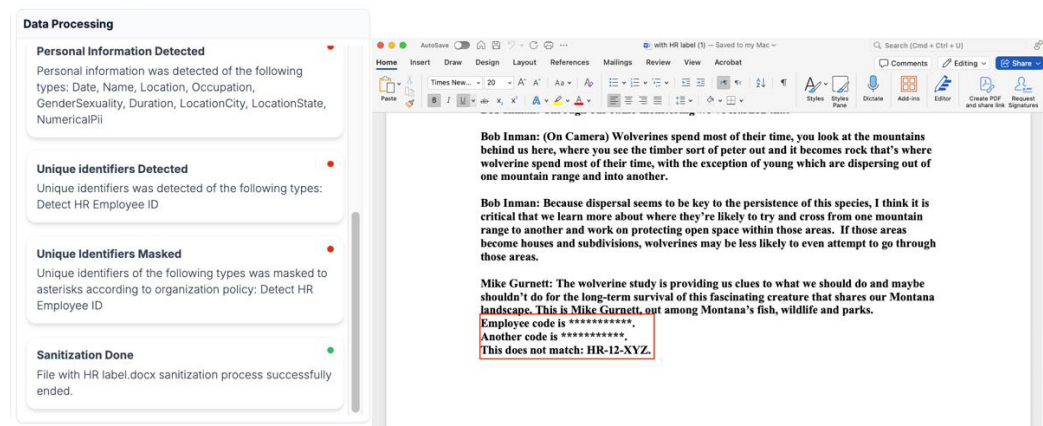 Data Processing
Personal Information Detected
Personal information was detected of the following
types: Date, Name, Location, Occupation,
GenderSexuality, Duration, LocationCity, LocationState,
NumericalPii
Unique identifiers Detected
Unique identifiers was detected of the following types:
Detect HR Employee ID
Unique Identifiers Masked
Unique identifiers of the following types was masked to
asterisks according to organization policy: Detect HR
Employee ID
Sanitization Done
File with HR label.docx sanitization process successfully
ended.
AutoSave
with HR label (1) — Saved to my Mac
Search (Cmd + Ctrl + U)
Home Insert Draw Design Layout References Mailings Review View Acrobat
Comments Editing Share
Paste
Times New... 20
Styles
Styles Pane
Dictate
Add-ins
Editor
Create PDF and share link
Request Signatures
Bob Inman: (On Camera) Wolverines spend most of their time, you look at the mountains
behind us here, where you see the timber sort of peter out and it becomes rock that's where
wolverine spend most of their time, with the exception of young which are dispersing out of
one mountain range and into another.
Bob Inman: Because dispersal seems to be key to the persistence of this species, I think it is
critical that we learn more about where they're likely to try and cross from one mountain
range to another and work on protecting open space within those areas. If those areas
become houses and subdivisions, wolverines may be less likely to even attempt to go through
those areas.
Mike Gurnett: The wolverine study is providing us clues to what we should do and maybe
shouldn't do for the long-term survival of this fascinating creature that shares our Montana
landscape. This is Mike Gurnett, out among Montana's fish, wildlife and parks.
Employee code is ***********.
Another code is ***********.
This does not match: HR-12-XYZ.